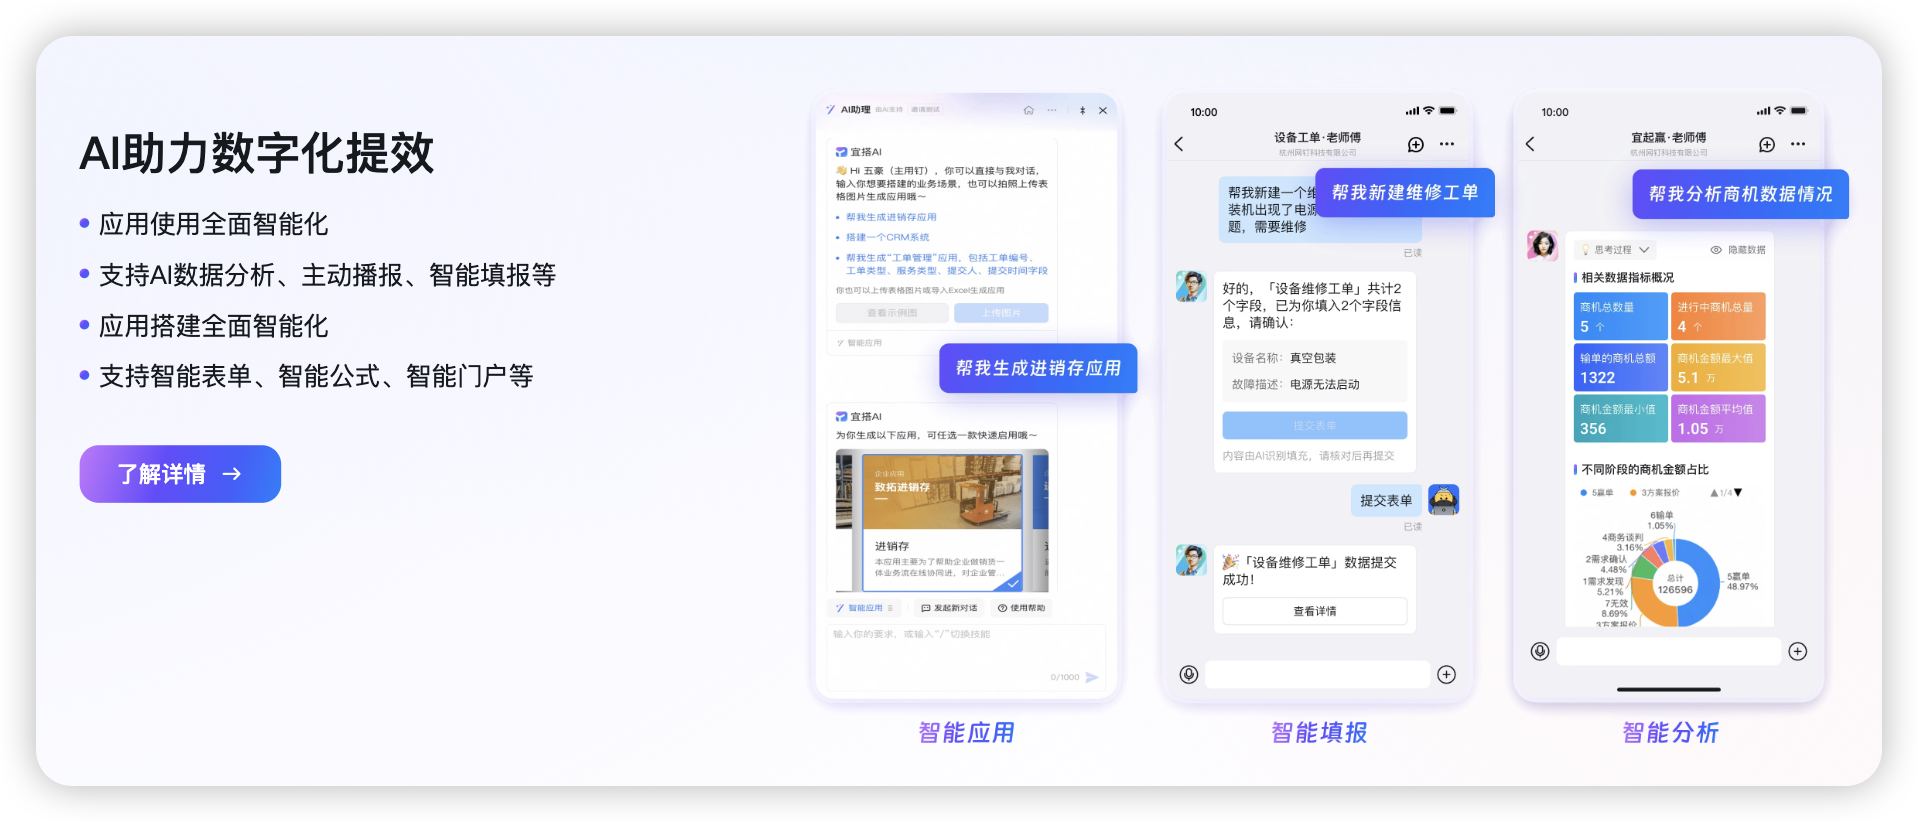 AI助力数字化提效
应用使用全面智能化
支持AI数据分析、主动播报、智能填报等
应用搭建全面智能化
支持智能表单、智能公式、智能门户等
了解详情 →
AI助理 由AI支持 邀请测试
宜搭AI
👋 Hi 五豪（主用钉），你可以直接与我对话，
输入你想要搭建的业务场景，也可以拍照上传表
格图片生成应用哦～
帮我生成进销存应用
搭建一个CRM系统
帮我生成“工单管理”应用，包括工单编号、
工单类型、服务类型、提交人、提交时间字段
你也可以上传表格图片或导入Excel生成应用
查看示例图 上传图片
智能应用
帮我生成进销存应用
宜搭AI
为你生成以下应用，可任选一款快速启用哦～
企业应用
致拓进销存
进销存
本应用主要为了帮助企业做销货一
体业务流在线协同进，对企业管...
智能应用 发起新对话 使用帮助
输入你的要求，或输入“/”切换技能
0/1000
智能应用
10:00
设备工单·老师傅
杭州网钉科技有限公司
帮我新建维修工单
帮我新建一个维
装机出现了电源
题，需要维修
已读
好的，「设备维修工单」共计2
个字段，已为你填入2个字段信
息，请确认：
设备名称：真空包装
故障描述：电源无法启动
提交表单
内容由AI识别填充，请核对后再提交
提交表单
已读
🎉「设备维修工单」数据提交
成功！
查看详情
智能填报
10:00
宜起赢·老师傅
杭州网钉科技有限公司
帮我分析商机数据情况
思考过程 隐藏数据
相关数据指标概况
商机总数量
5 个
进行中商机总量
4 个
输单的商机总额
1322
商机金额最大值
5.1 万
商机金额最小值
356
商机金额平均值
1.05 万
不同阶段的商机金额占比
5赢单 3方案报价 ▲1/4▼
6输单
1.05%
4商务谈判
3.16%
2需求确认
4.48%
1需求发现
5.21%
7无效
8.69%
3方案报价
总计
126596
5赢单
48.97%
智能分析